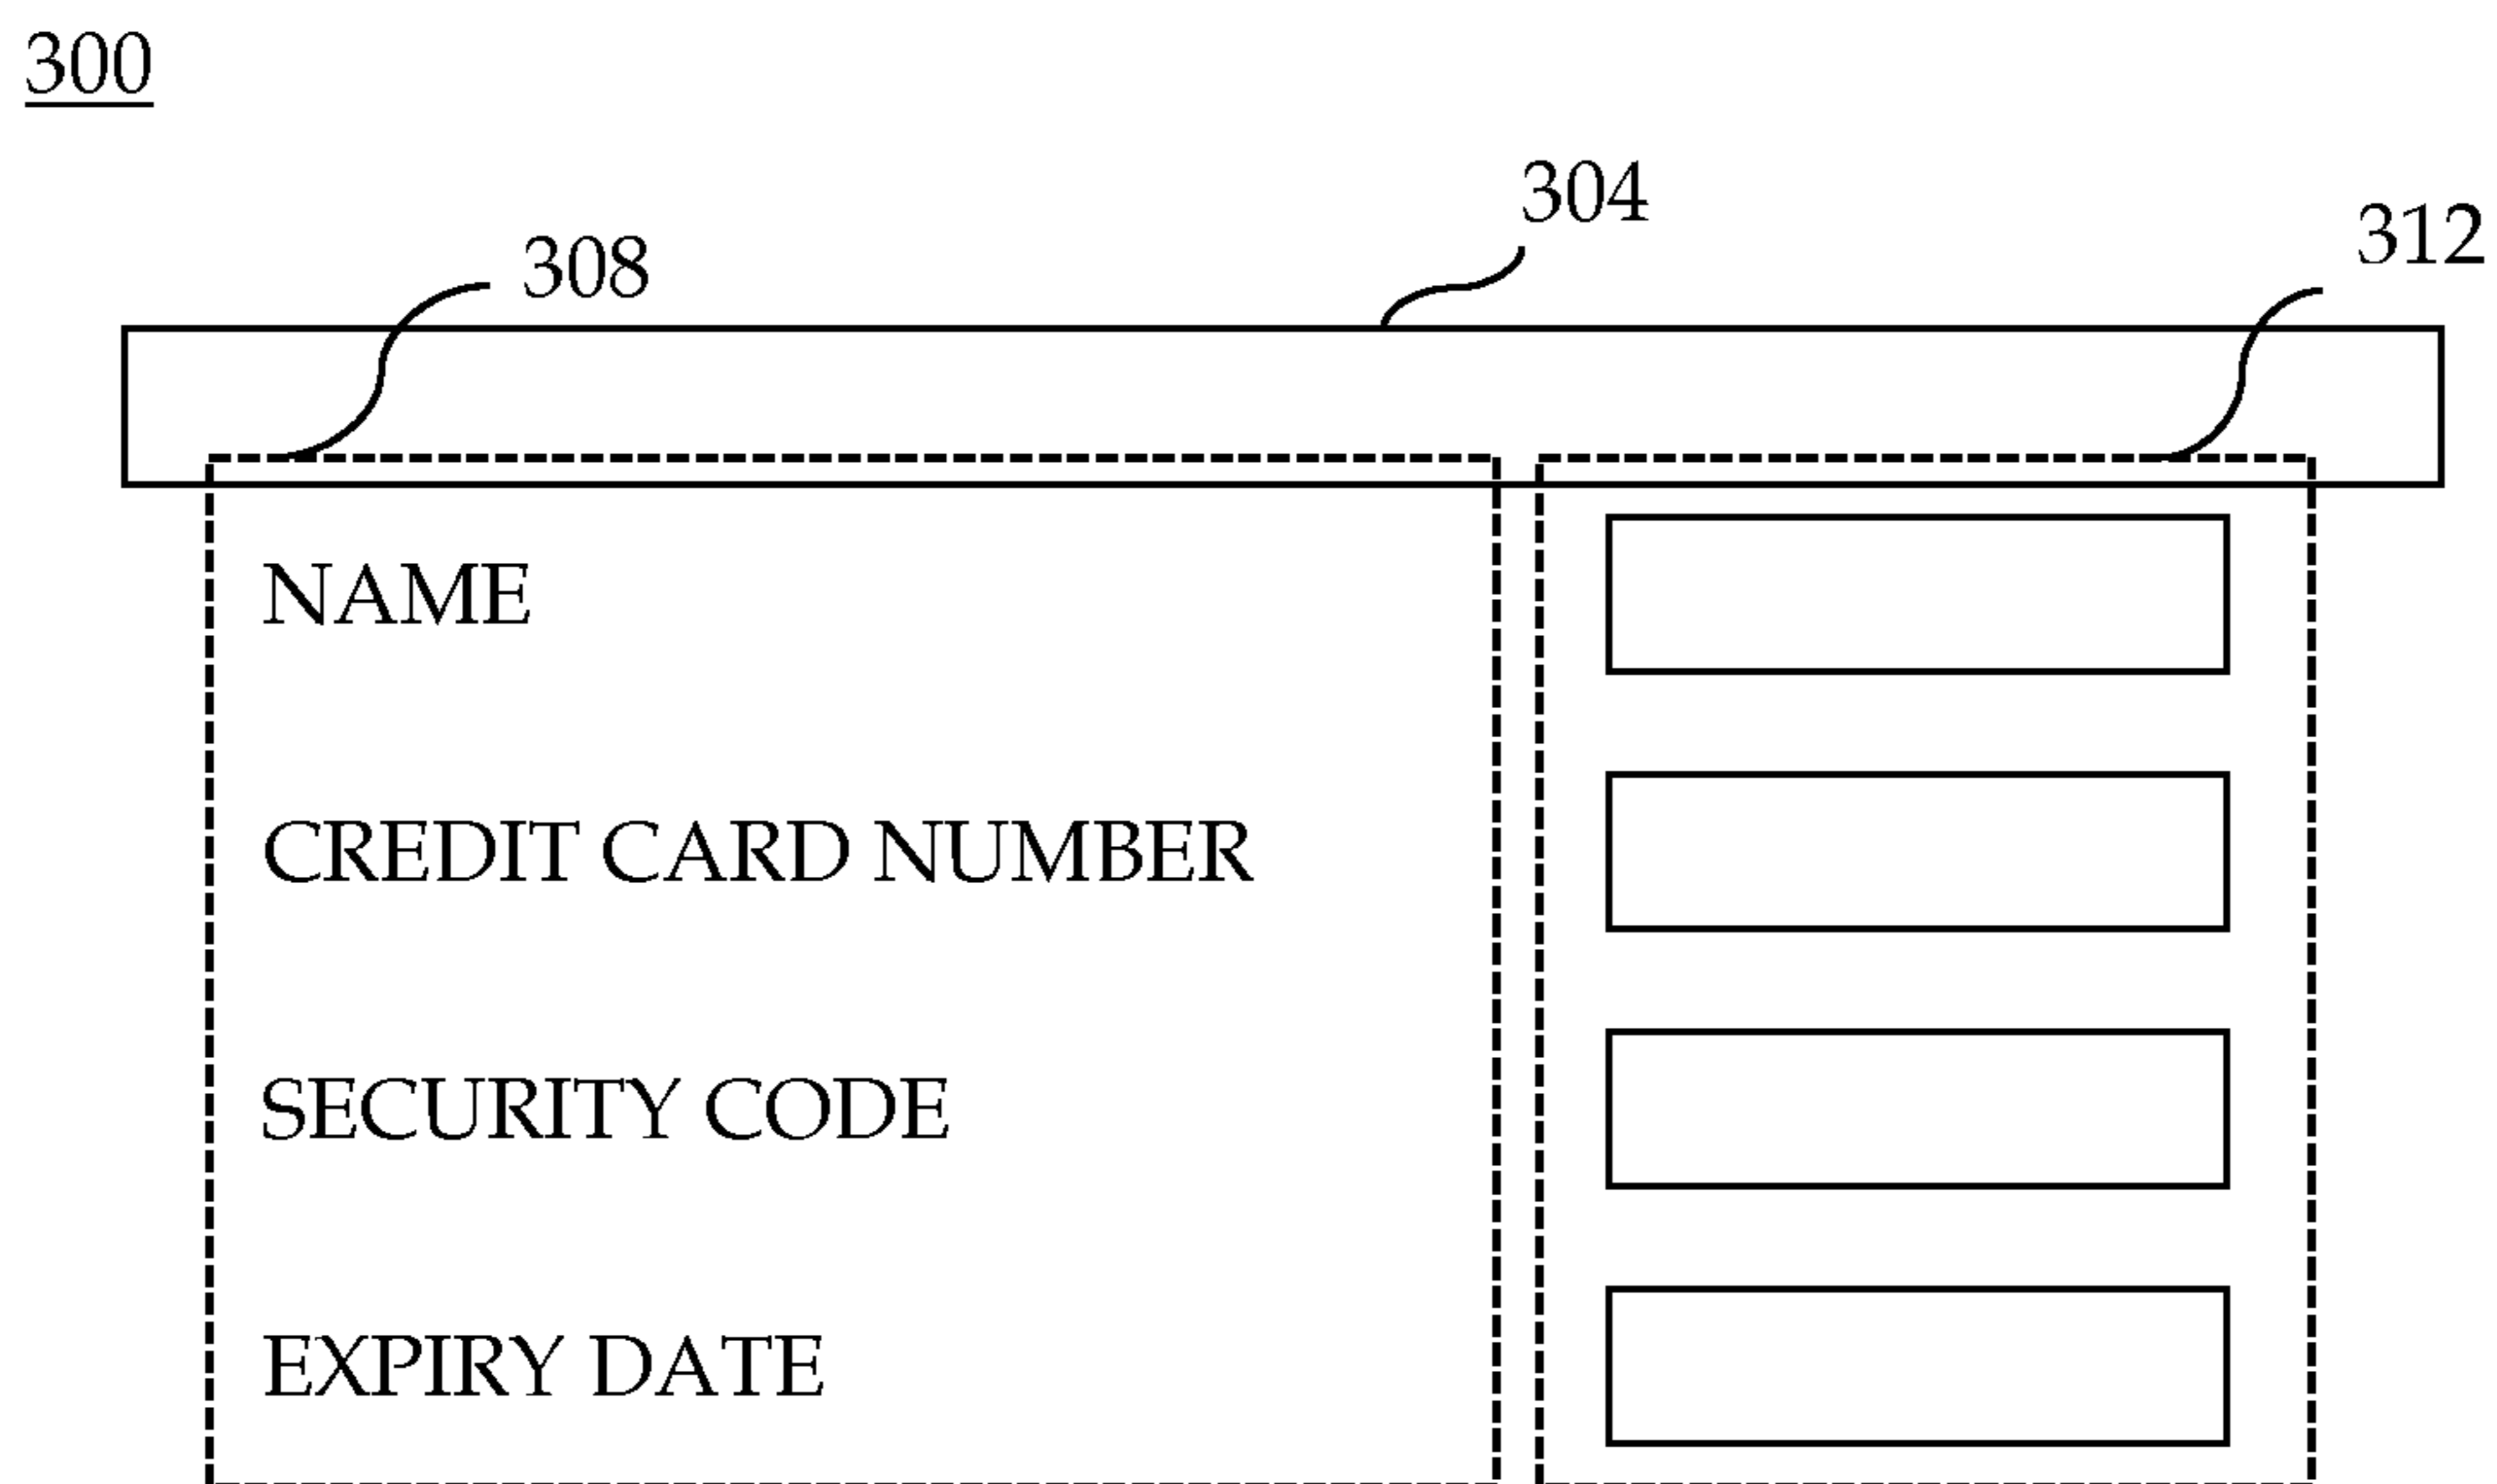 300
304
312
308
NAME
CREDIT CARD NUMBER
SECURITY CODE
EXPIRY DATE